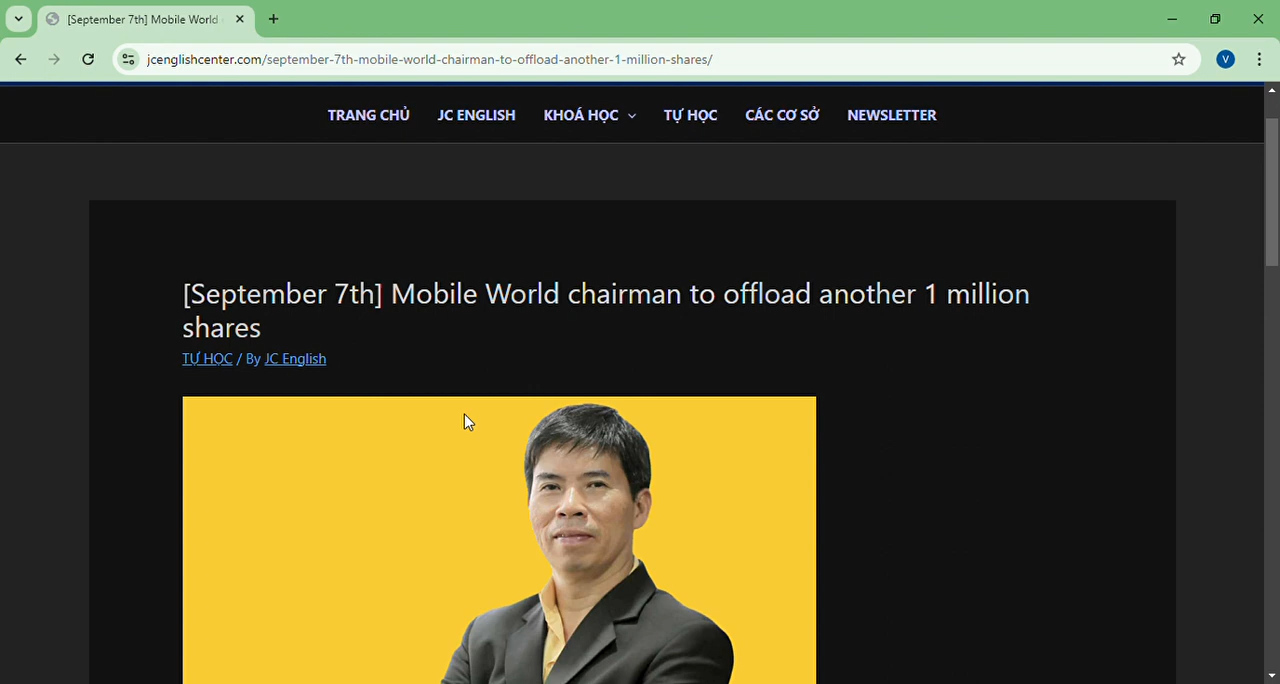 [September 7th] Mobile World
jcenglishcenter.com/september-7th-mobile-world-chairman-to-offload-another-1-million-shares/
V
TRANG CHỦ JC ENGLISH KHOÁ HỌC TỰ HỌC CÁC CƠ SỞ NEWSLETTER
[September 7th] Mobile World chairman to offload another 1 million
shares
TỰ HỌC / By JC English